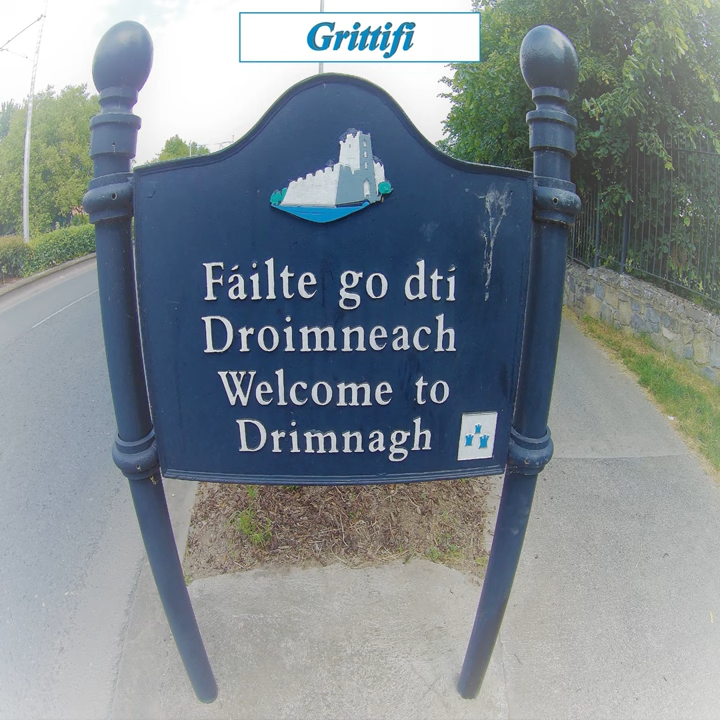 Grittifi
Fáilte go dtí
Droimneach
Welcome to
Drimnagh